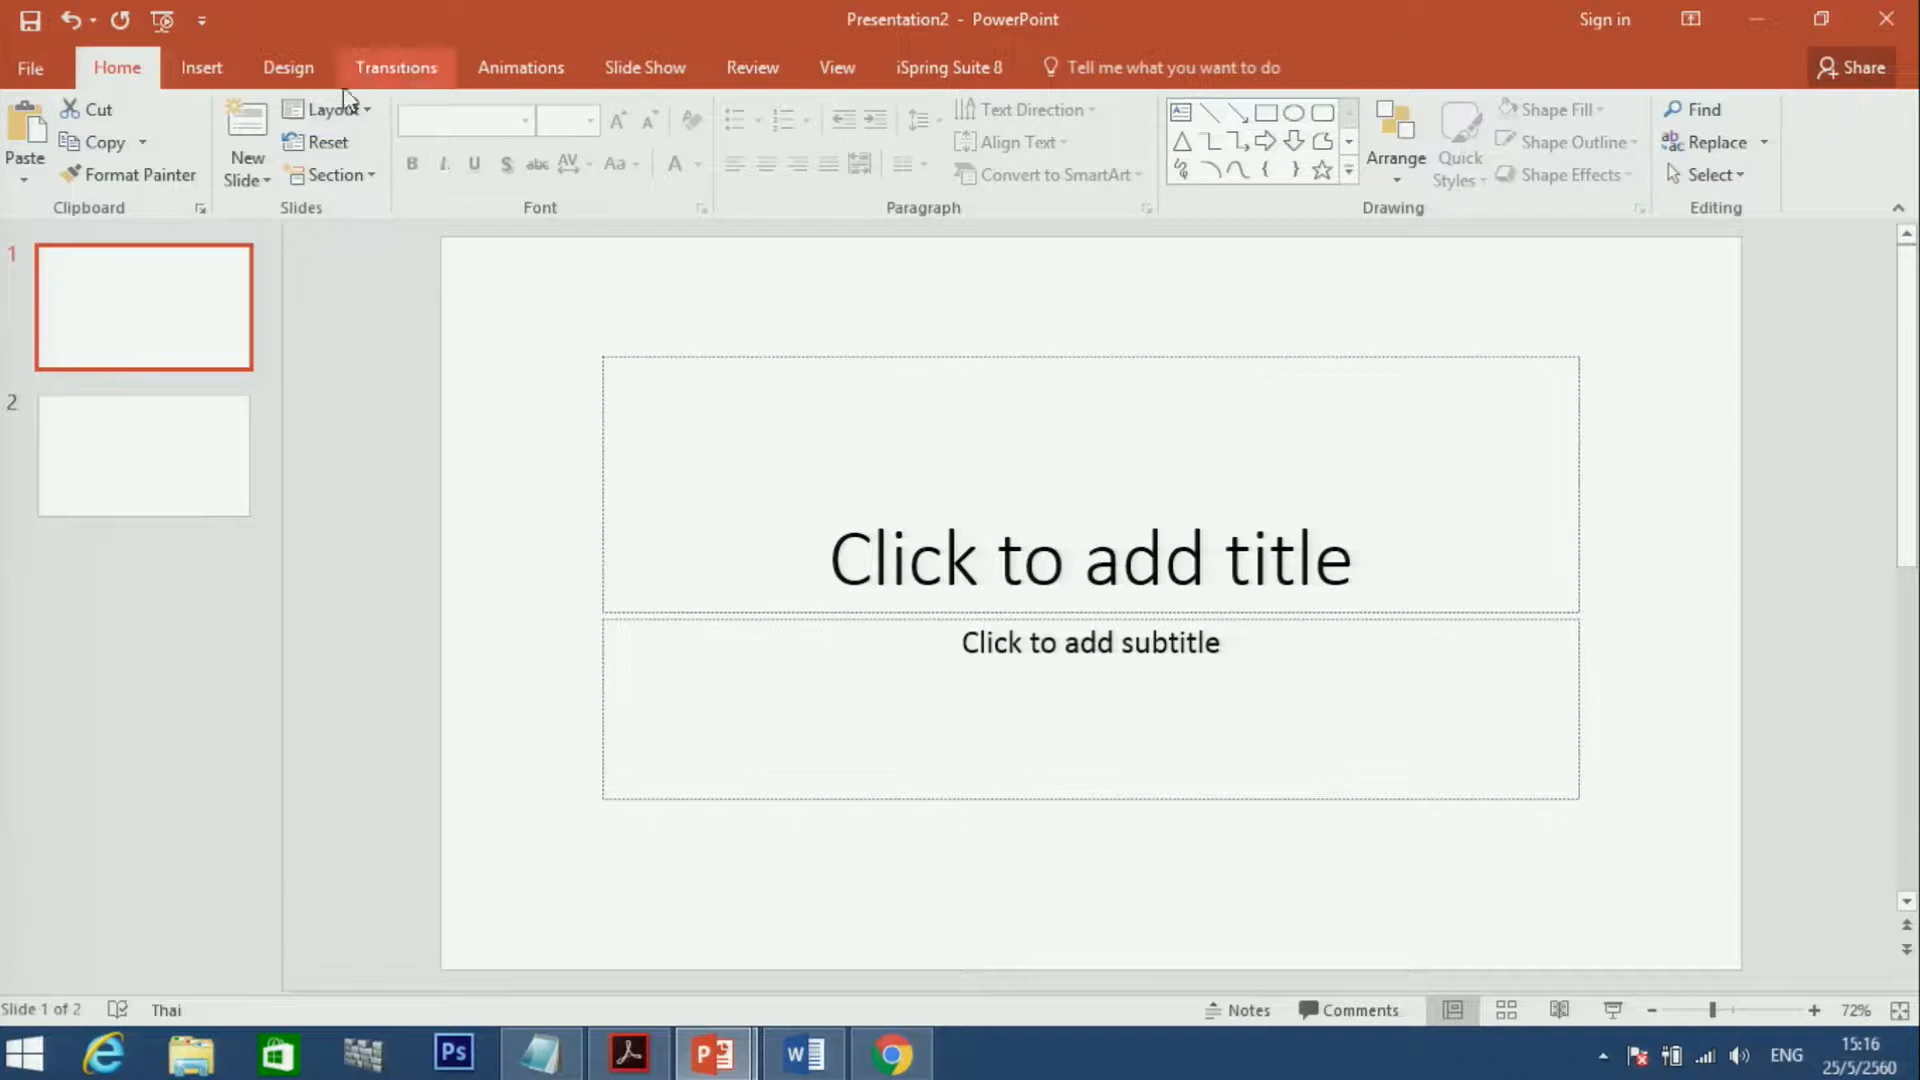 Presentation2 - PowerPoint
Sign in
File
Home
Insert
Design
Transitions
Animations
Slide Show
Review
View
iSpring Suite 8
Tell me what you want to do
Share
Paste
Cut
Copy
Format Painter
Clipboard
New
Slide
Layout
Reset
Section
Slides
B I U S abc AV Aa A
Font
Text Direction
Align Text
Convert to SmartArt
Paragraph
Arrange
Quick
Styles
Shape Fill
Shape Outline
Shape Effects
Drawing
Find
Replace
Select
Editing
1
2
Click to add title
Click to add subtitle
Slide 1 of 2
Thai
Notes
Comments
72%
Ps
ENG
15:16
25/5/2560